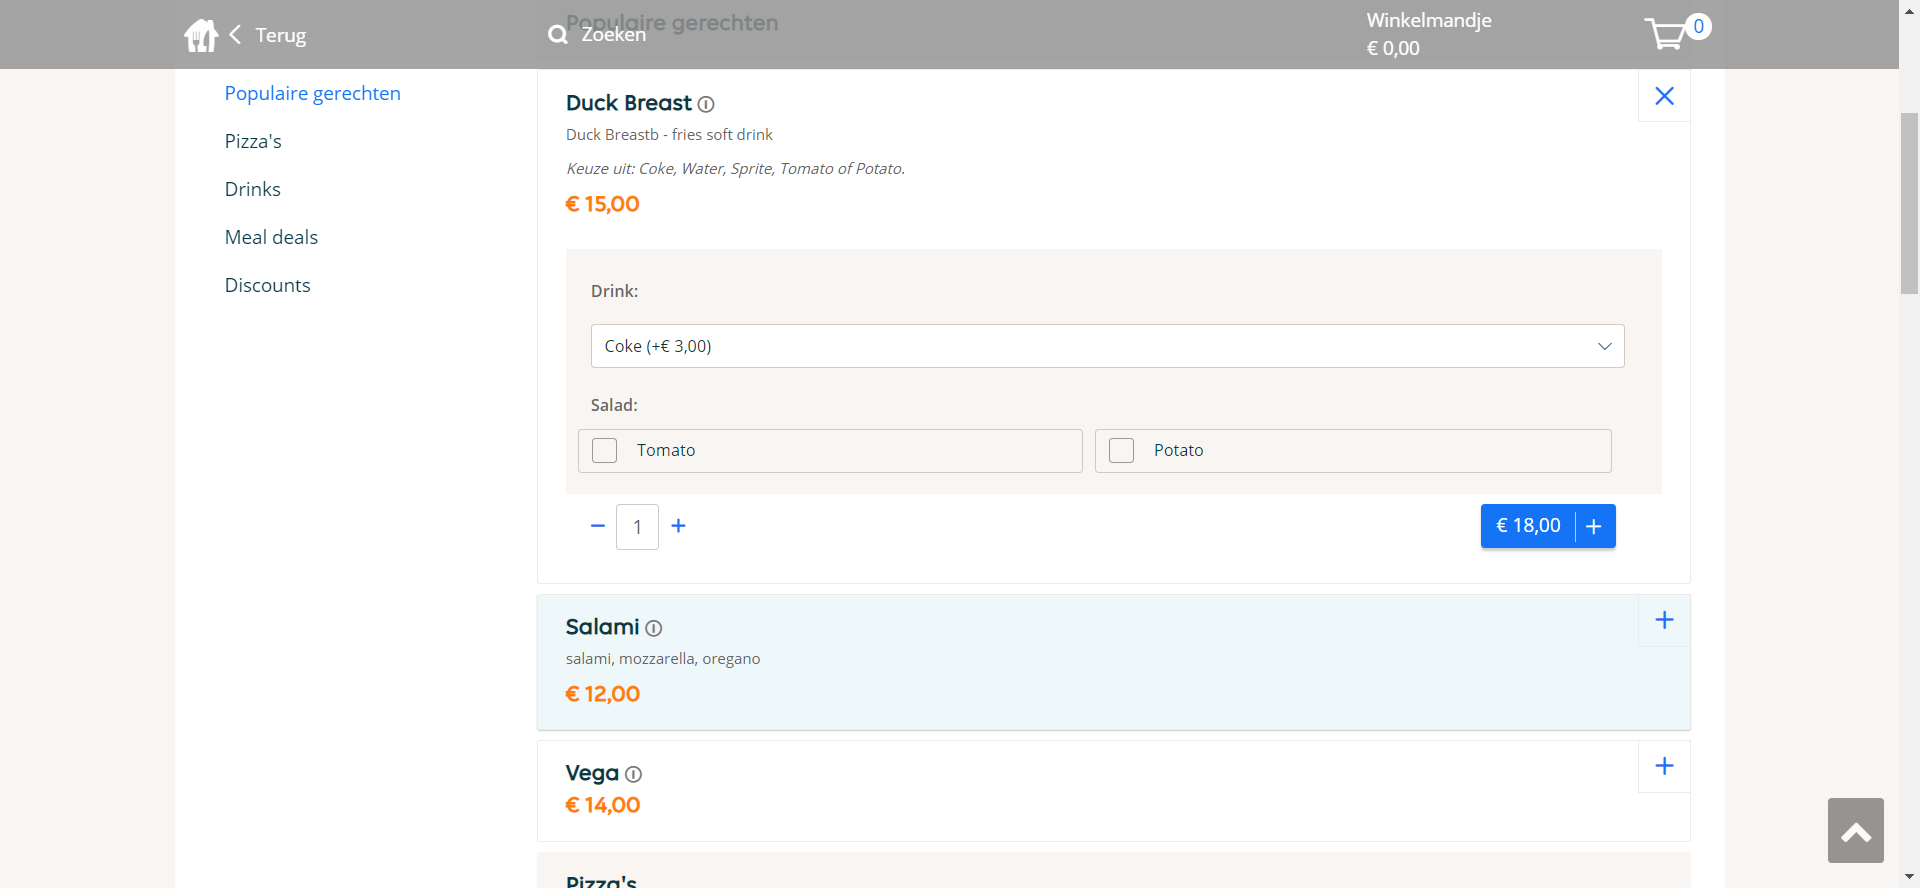 Terug
Zoeken
Populaire gerechten
Winkelmandje
€ 0,00
0
Populaire gerechten
Pizza's
Drinks
Meal deals
Discounts
Duck Breast
Duck Breastb - fries soft drink
Keuze uit: Coke, Water, Sprite, Tomato of Potato.
€ 15,00
Drink:
Coke (+€ 3,00)
Salad:
Tomato
Potato
1
€ 18,00
Salami
salami, mozzarella, oregano
€ 12,00
Vega
€ 14,00
Pizza's